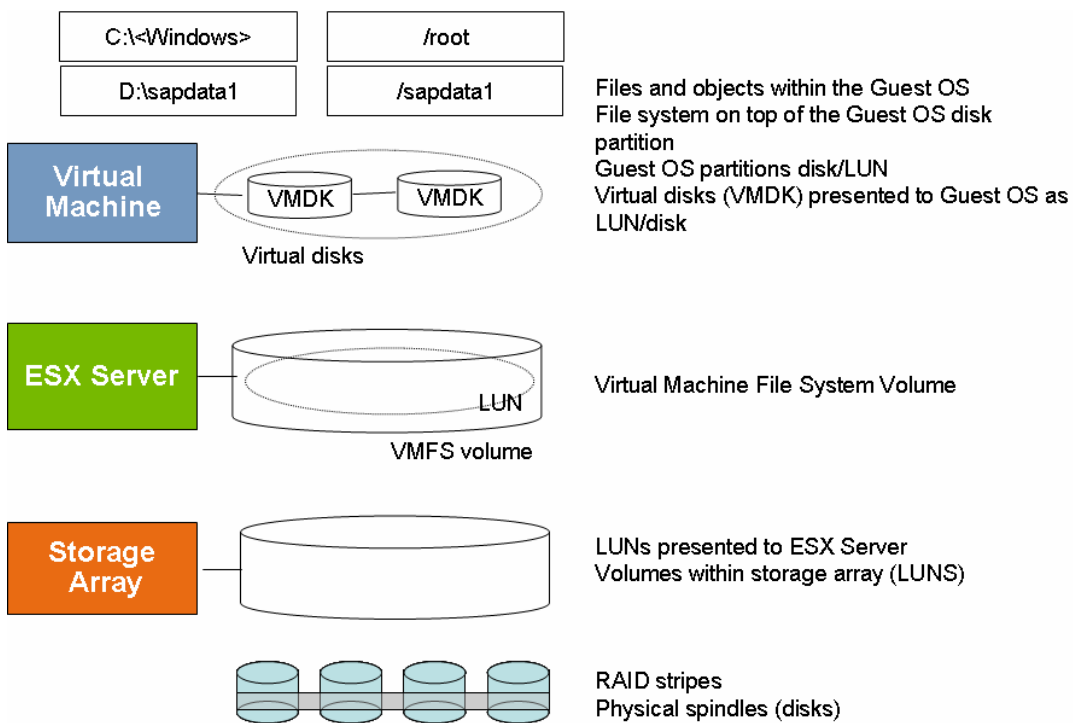 C:\<Windows>
/root
D:\sapdata1
/sapdata1
Files and objects within the Guest OS
File system on top of the Guest OS disk
partition
Guest OS partitions disk/LUN
Virtual disks (VMDK) presented to Guest OS as
LUN/disk
Virtual
Machine
VMDK
VMDK
Virtual disks
ESX Server
LUN
VMFS volume
Virtual Machine File System Volume
Storage
Array
LUNs presented to ESX Server
Volumes within storage array (LUNS)
RAID stripes
Physical spindles (disks)